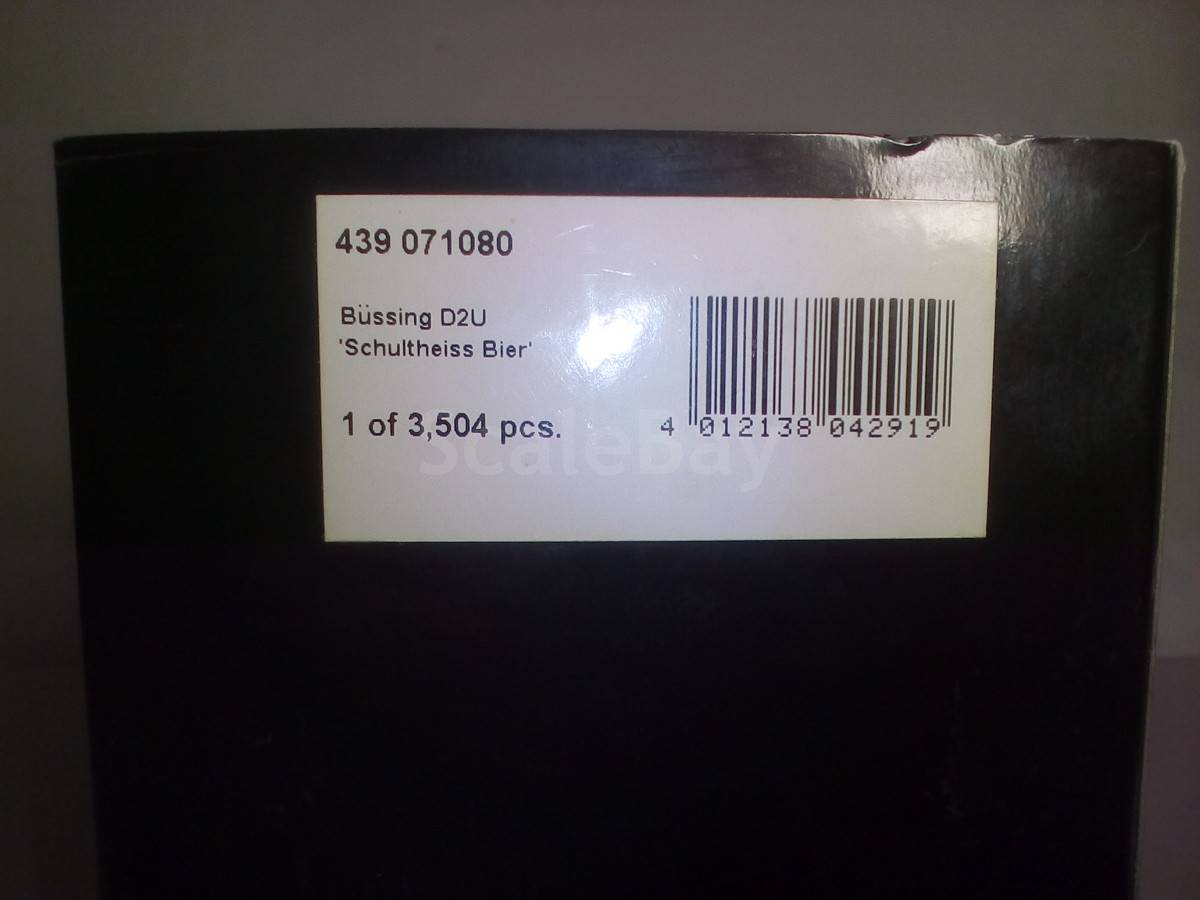 439 071080
Büssing D2U
'Schultheiss Bier'
1 of 3,504 pcs.
4 012138 042919
ScaleBay